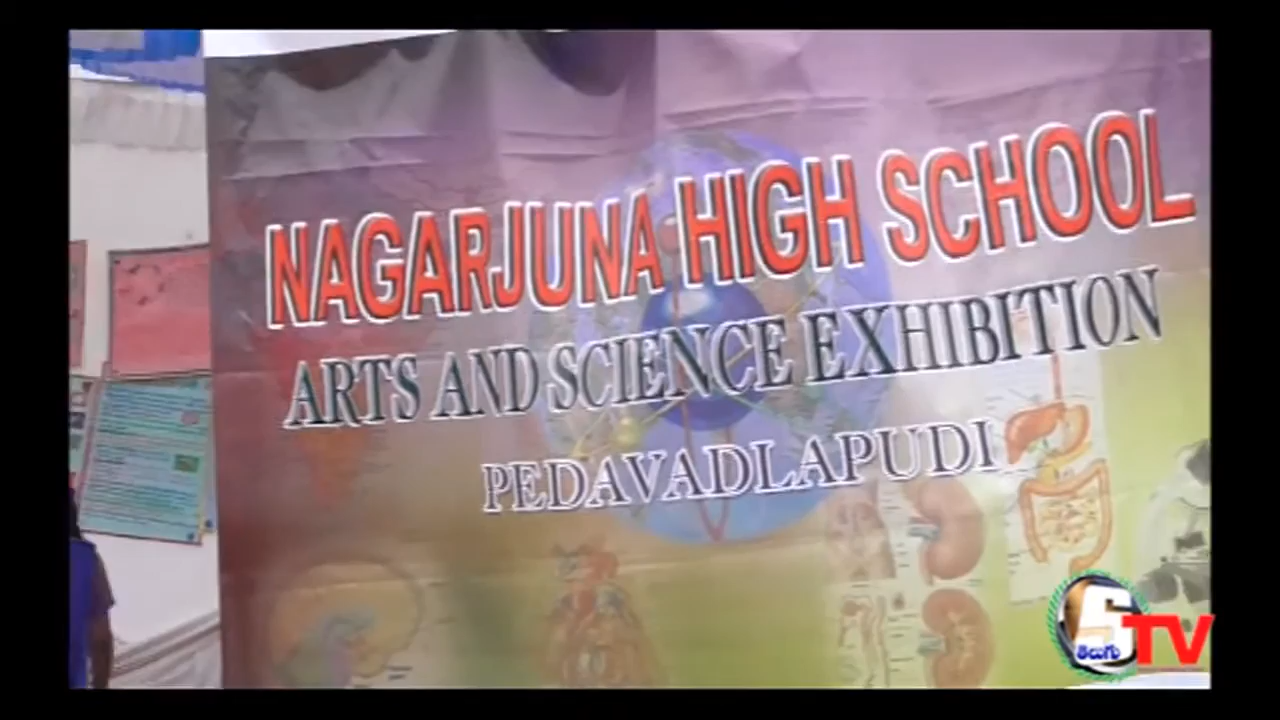 NAGARJUNA HIGH SCHOOL
ARTS AND SCIENCE EXHIBITION
PEDAVADLAPUDI
S TV
తెలుగు